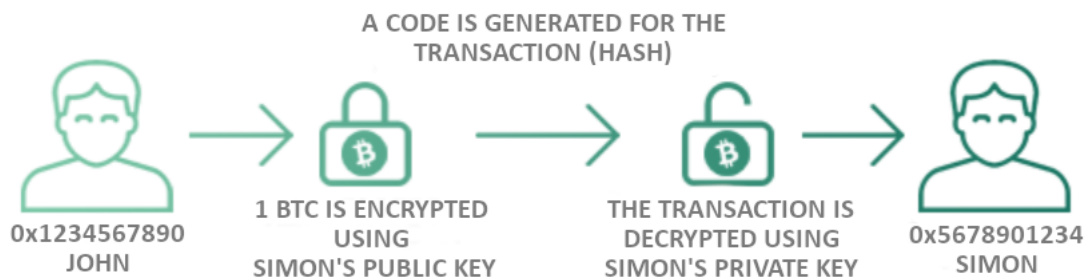 A CODE IS GENERATED FOR THE
TRANSACTION (HASH)
0x1234567890
JOHN
1 BTC IS ENCRYPTED
USING
SIMON'S PUBLIC KEY
THE TRANSACTION IS
DECRYPTED USING
SIMON'S PRIVATE KEY
0x5678901234
SIMON